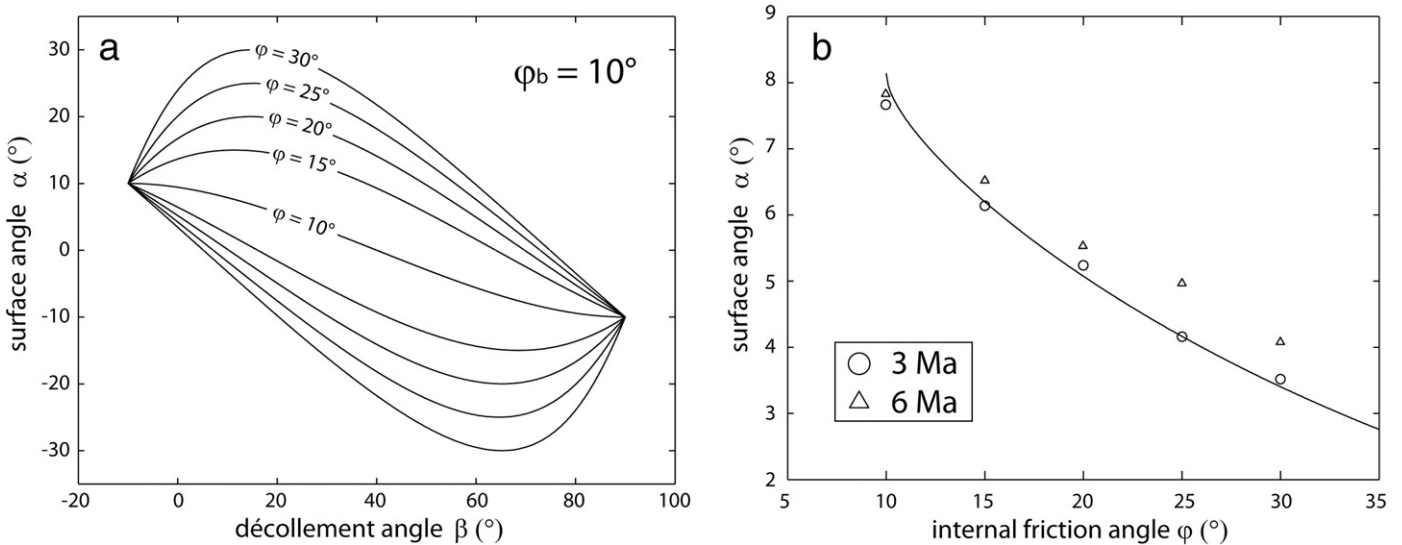 a
φb = 10°
φ = 30°
φ = 25°
φ = 20°
φ = 15°
φ = 10°
30
20
10
0
-10
-20
-30
surface angle α (°)
-20
0
20
40
60
80
100
décollement angle β (°)
b
9
8
7
6
5
4
3
2
surface angle α (°)
3 Ma
6 Ma
5
10
15
20
25
30
35
internal friction angle φ (°)